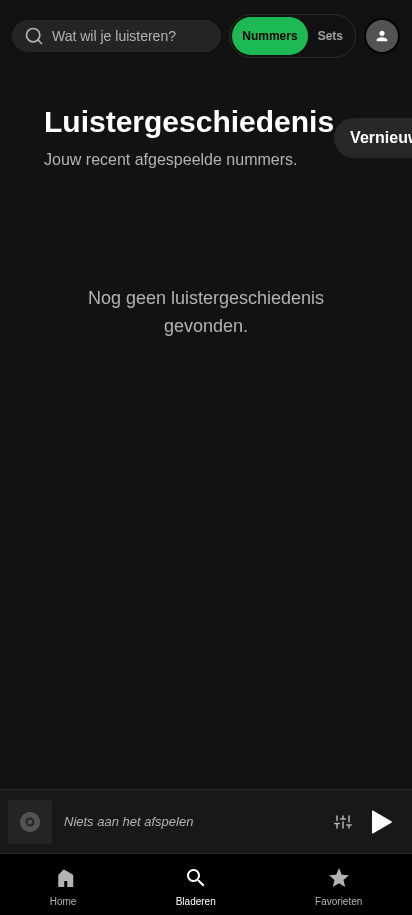 Wat wil je luisteren?
Nummers
Sets
Luistergeschiedenis
Jouw recent afgespeelde nummers.
Nog geen luistergeschiedenis
gevonden.
Niets aan het afspelen
Home
Bladeren
Favorieten